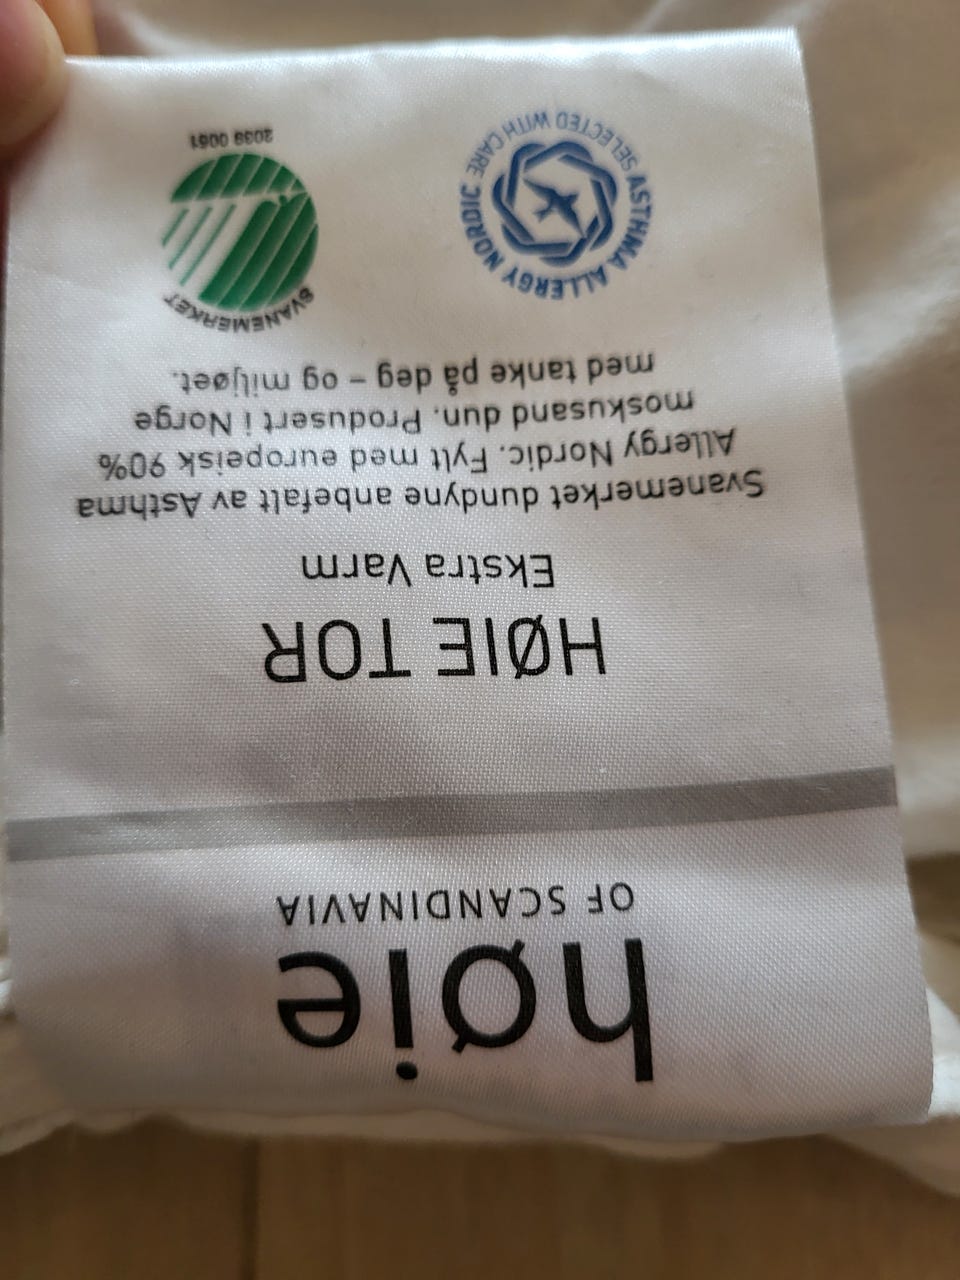 høie
OF SCANDINAVIA
HØIE TOR
Ekstra Varm
Svanemerket dundyne anbefalt av Asthma
Allergy Nordic. Fylt med europeisk 90%
moskusand dun. Produsert i Norge
med tanke på deg – og miljøet.
ASTHMA ALLERGY NORDIC
SELECTED WITH CARE
SVANEMERKET
2039 0061